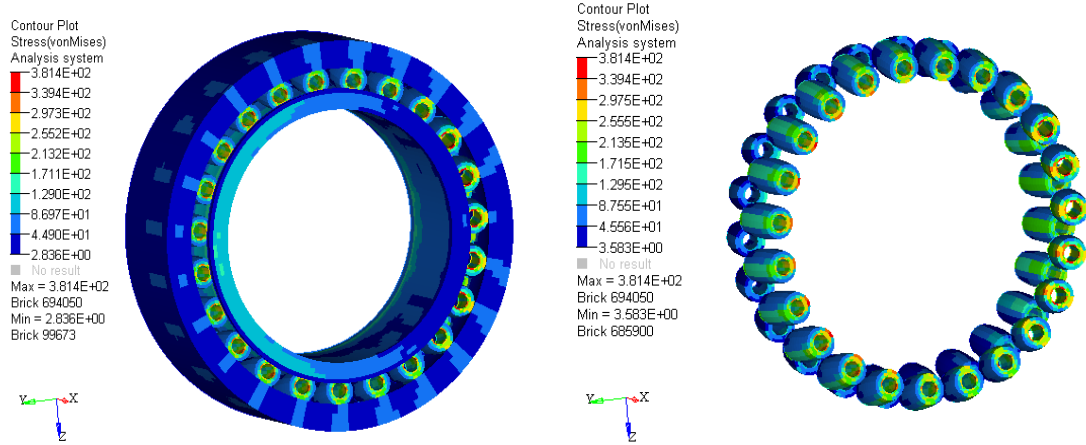 Contour Plot
Stress(vonMises)
Analysis system
3.814E+02
3.394E+02
2.973E+02
2.552E+02
2.132E+02
1.711E+02
1.290E+02
8.697E+01
4.490E+01
2.836E+00
No result
Max = 3.814E+02
Brick 694050
Min = 2.836E+00
Brick 99673
Y X
Z
Contour Plot
Stress(vonMises)
Analysis system
3.814E+02
3.394E+02
2.975E+02
2.555E+02
2.135E+02
1.715E+02
1.295E+02
8.755E+01
4.556E+01
3.583E+00
No result
Max = 3.814E+02
Brick 694050
Min = 3.583E+00
Brick 685900
Y X
Z